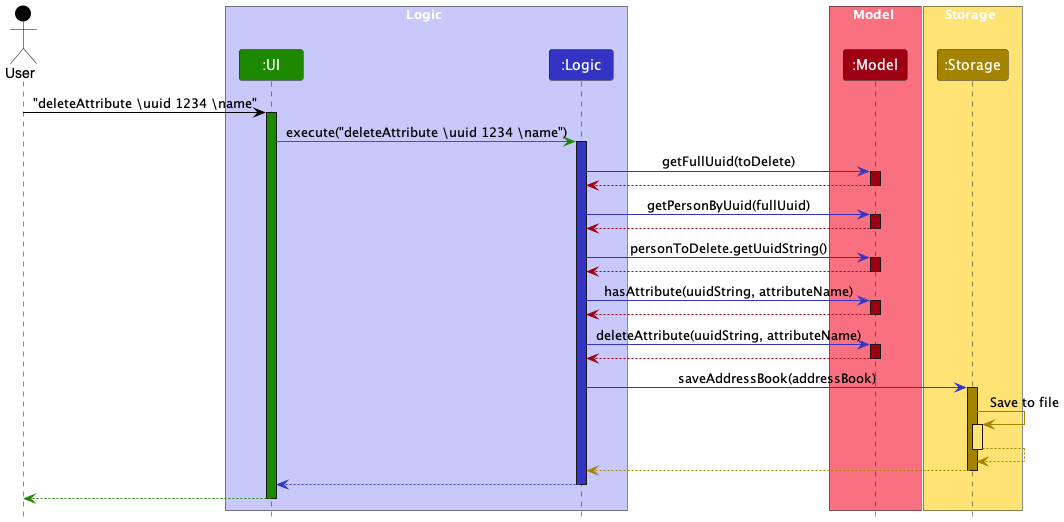 Logic
Model
Storage
:UI
:Logic
:Model
:Storage
User
"deleteAttribute \uuid 1234 \name"
execute("deleteAttribute \uuid 1234 \name")
getFullUuid(toDelete)
getPersonByUuid(fullUuid)
personToDelete.getUuidString()
hasAttribute(uuidString, attributeName)
deleteAttribute(uuidString, attributeName)
saveAddressBook(addressBook)
Save to file